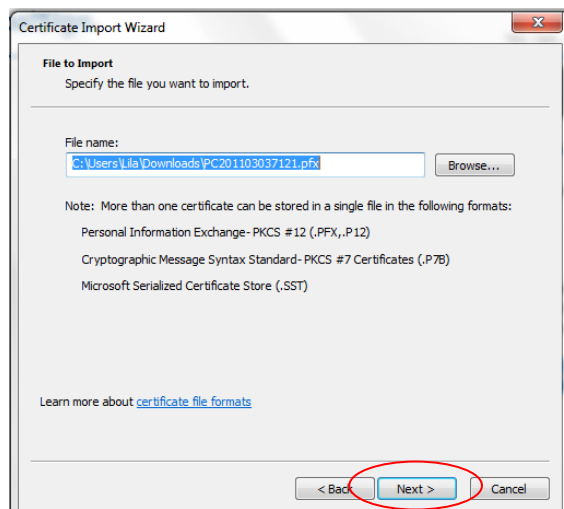 Certificate Import Wizard
File to Import
Specify the file you want to import.
File name:
C:\Users\Lila\Downloads\PC201103037121.pfx
Browse...
Note: More than one certificate can be stored in a single file in the following formats:
Personal Information Exchange- PKCS #12 (.PFX,.P12)
Cryptographic Message Syntax Standard- PKCS #7 Certificates (.P7B)
Microsoft Serialized Certificate Store (.SST)
Learn more about certificate file formats
< Back Next > Cancel